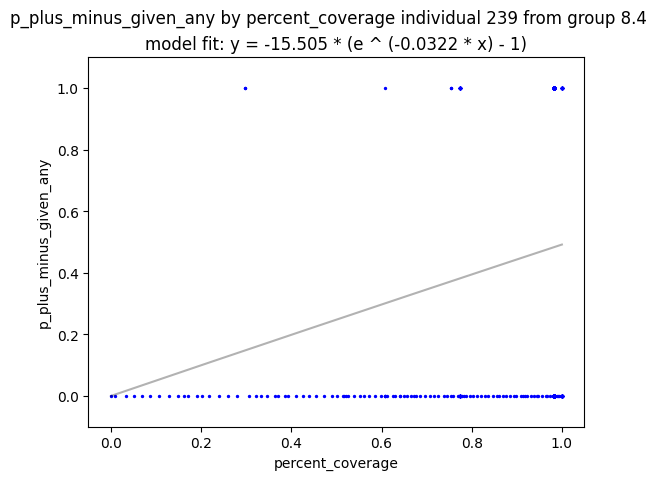 p_plus_minus_given_any by percent_coverage individual 239 from group 8.4
model fit: y = -15.505 * (e ^ (-0.0322 * x) - 1)
1.0
0.8
0.6
0.4
0.2
0.0
p_plus_minus_given_any
0.0 0.2 0.4 0.6 0.8 1.0
percent_coverage